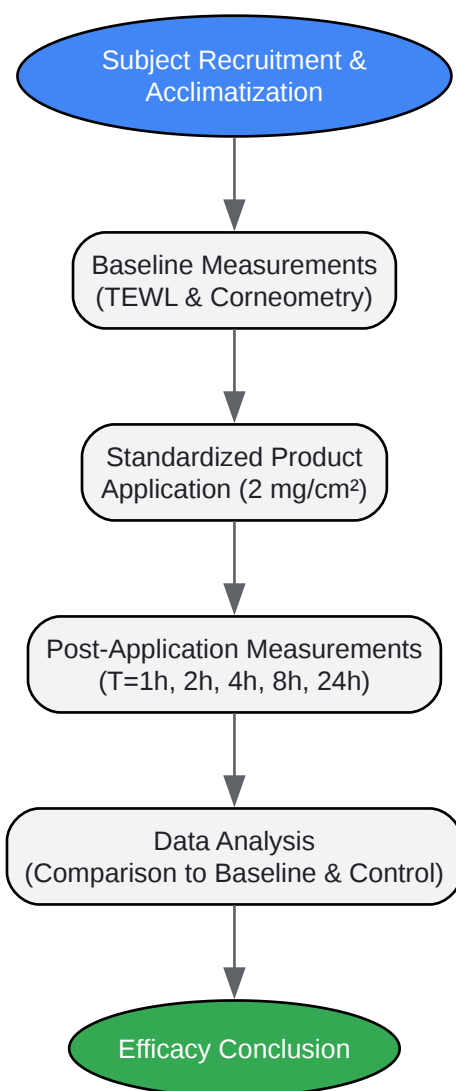 Subject Recruitment &
Acclimatization
Baseline Measurements
(TEWL & Corneometry)
Standardized Product
Application (2 mg/cm²)
Post-Application Measurements
(T=1h, 2h, 4h, 8h, 24h)
Data Analysis
(Comparison to Baseline & Control)
Efficacy Conclusion